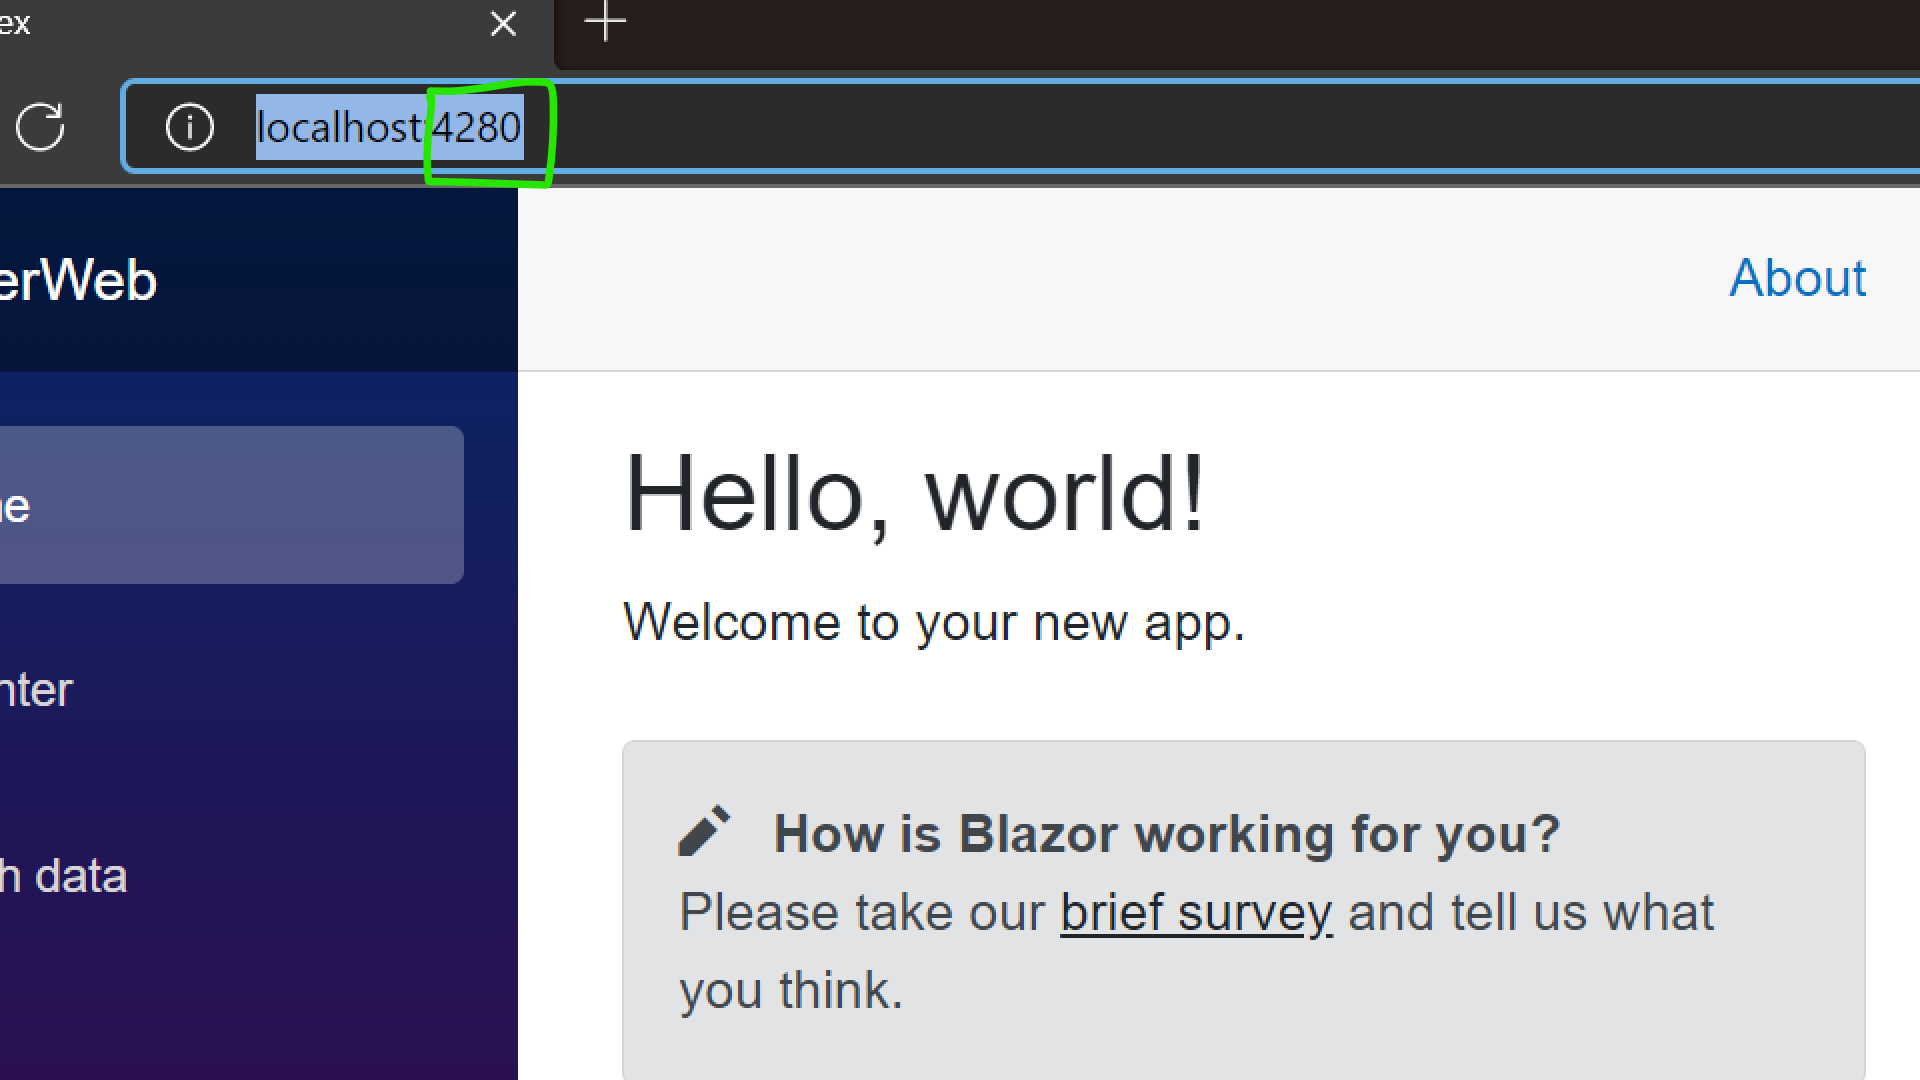 ex
localhost:4280
erWeb
About
ne
Hello, world!
Welcome to your new app.
nter
How is Blazor working for you?
h data
Please take our brief survey and tell us what
you think.